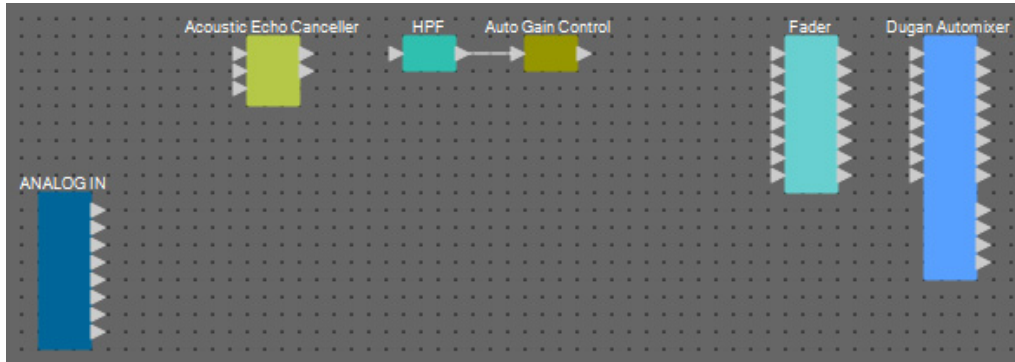 Acoustic Echo Canceller
HPF
Auto Gain Control
Fader
Dugan Automixer
ANALOG IN